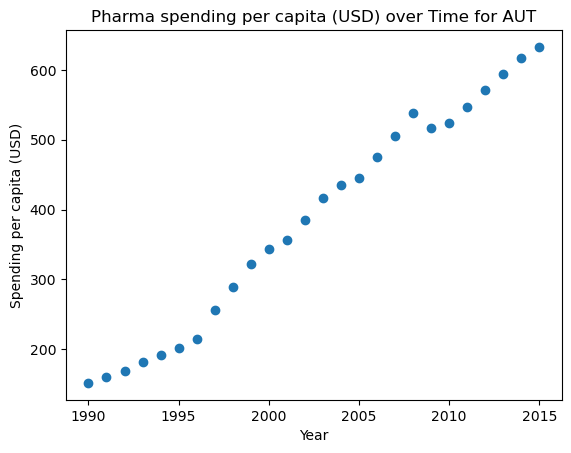 Pharma spending per capita (USD) over Time for AUT
Spending per capita (USD)
600
500
400
300
200
1990 1995 2000 2005 2010 2015
Year